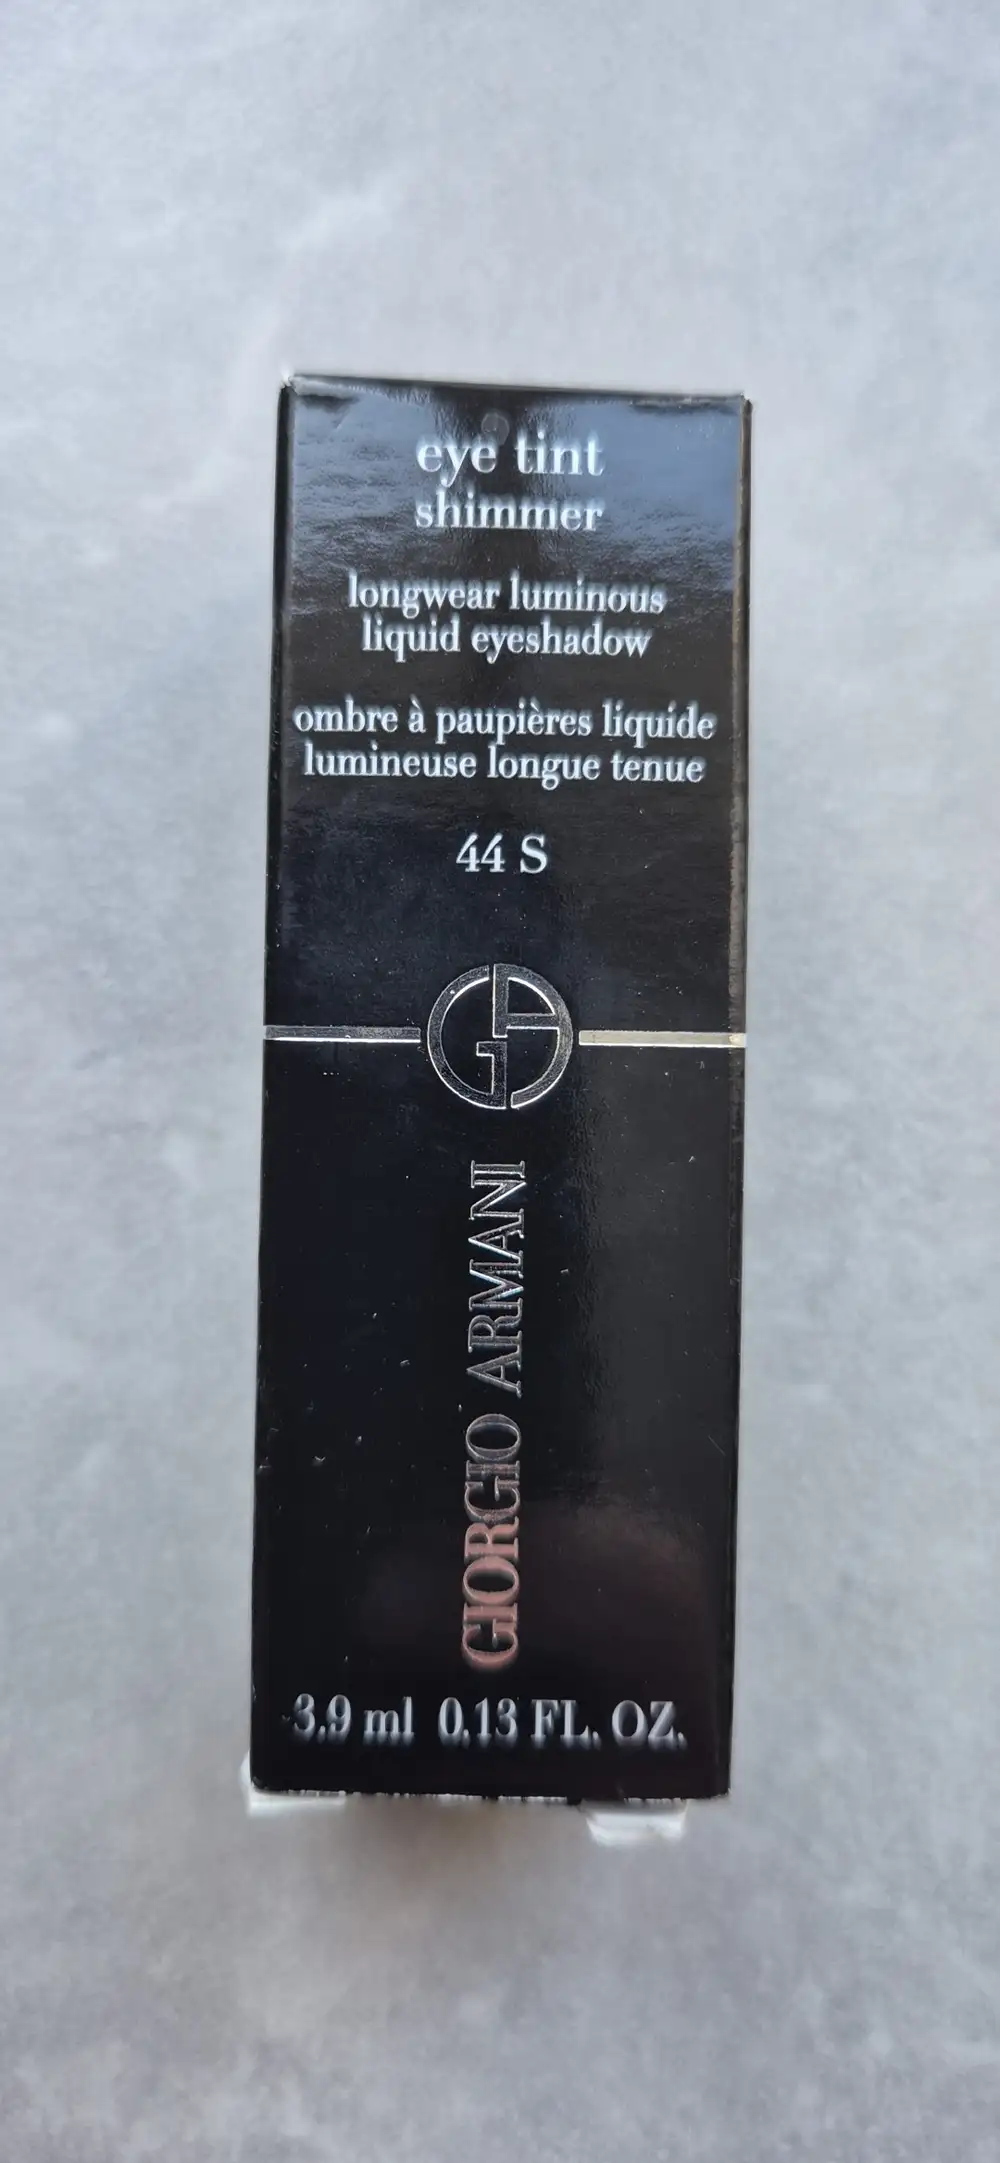 eye tint
shimmer
longwear luminous
liquid eyeshadow
ombre à paupières liquide
lumineuse longue tenue
44 S
GA
GIORGIO ARMANI
3.9 ml 0.13 FL. OZ.